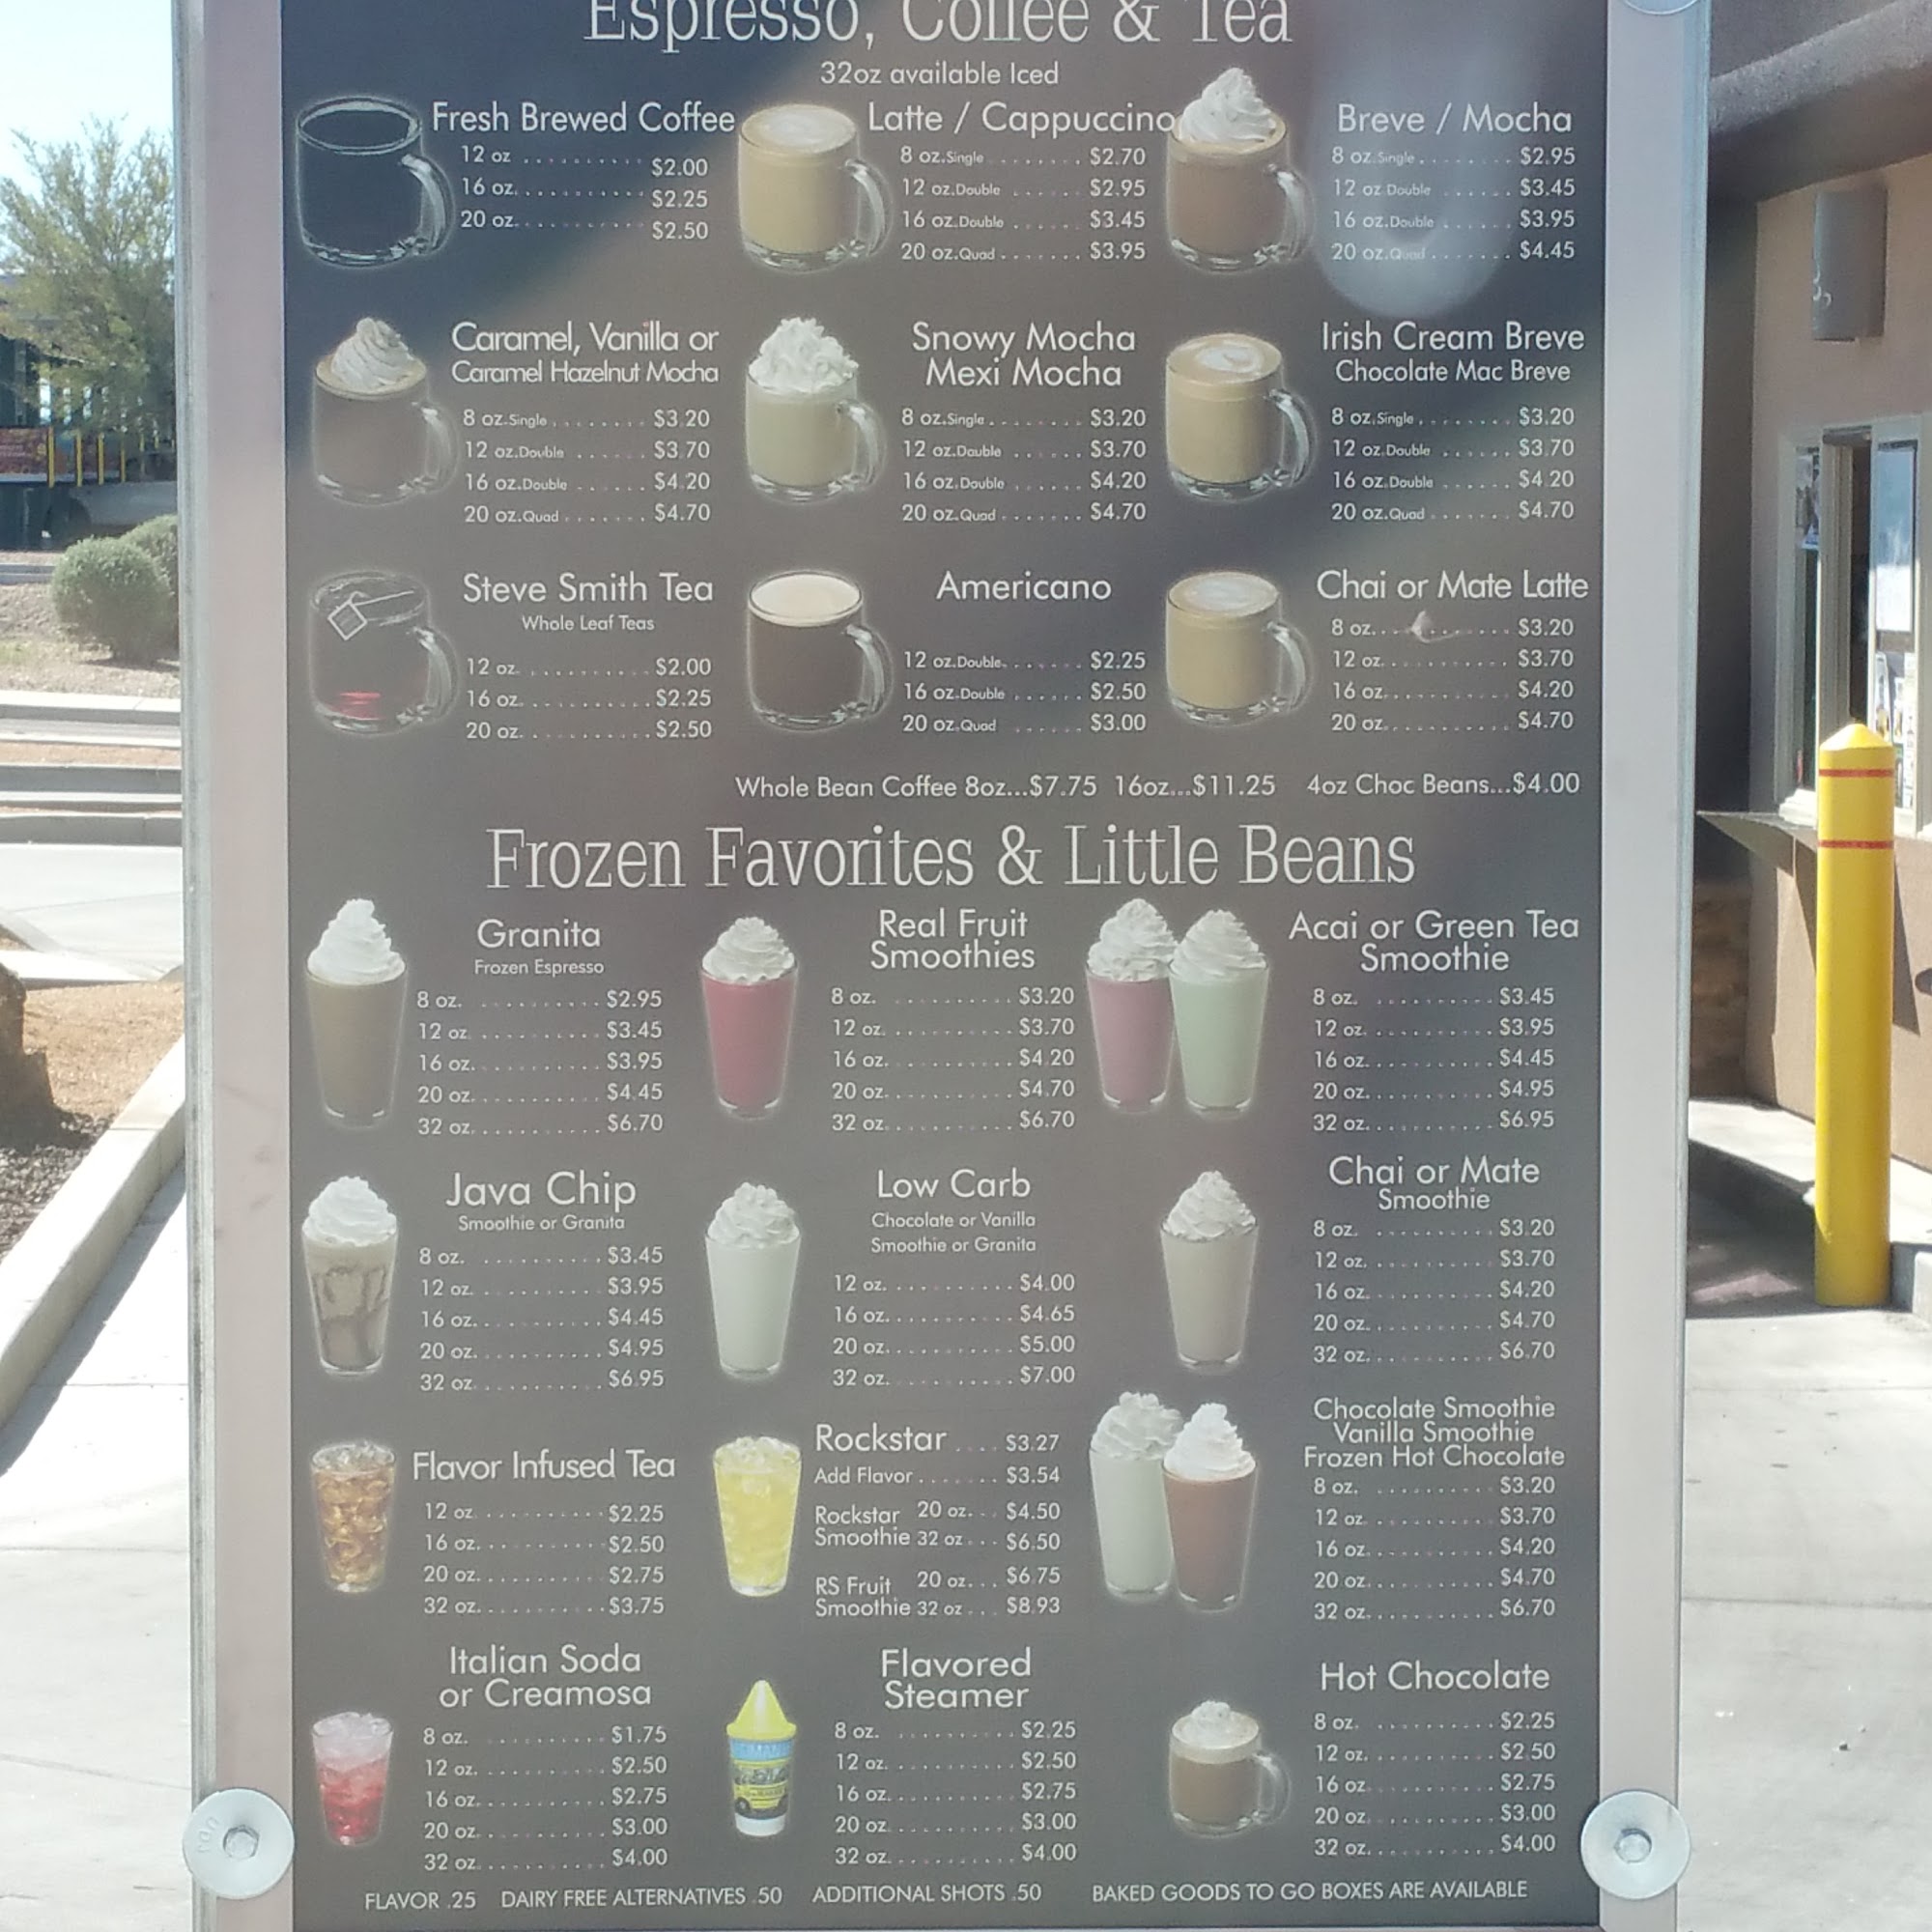 Espresso, Coffee & Tea
32oz available Iced
Fresh Brewed Coffee
12 oz .......... $2.00
16 oz. .......... $2.25
20 oz. .......... $2.50
Latte / Cappuccino
8 oz.Single ....... $2.70
12 oz.Double ...... $2.95
16 oz.Double ...... $3.45
20 oz.Quad ....... $3.95
Breve / Mocha
8 oz.Single ....... $2.95
12 oz.Double ...... $3.45
16 oz.Double ...... $3.95
20 oz.Quad ....... $4.45
Caramel, Vanilla or
Caramel Hazelnut Mocha
8 oz.Single ........ $3.20
12 oz.Double ...... $3.70
16 oz.Double ...... $4.20
20 oz.Quad ....... $4.70
Snowy Mocha
Mexi Mocha
8 oz.Single ........ $3.20
12 oz.Double ...... $3.70
16 oz.Double ...... $4.20
20 oz.Quad ....... $4.70
Irish Cream Breve
Chocolate Mac Breve
8 oz.Single ........ $3.20
12 oz.Double ...... $3.70
16 oz.Double ...... $4.20
20 oz.Quad ....... $4.70
Steve Smith Tea
Whole Leaf Teas
12 oz. .......... $2.00
16 oz. .......... $2.25
20 oz. .......... $2.50
Americano
12 oz.Double ...... $2.25
16 oz.Double ...... $2.50
20 oz.Quad ...... $3.00
Chai or Mate Latte
8 oz. .......... $3.20
12 oz. .......... $3.70
16 oz. .......... $4.20
20 oz. .......... $4.70
Whole Bean Coffee 8oz...$7.75 16oz...$11.25 4oz Choc Beans...$4.00
Frozen Favorites & Little Beans
Granita
Frozen Espresso
8 oz. .......... $2.95
12 oz. .......... $3.45
16 oz. .......... $3.95
20 oz. .......... $4.45
32 oz. .......... $6.70
Real Fruit
Smoothies
8 oz. .......... $3.20
12 oz. .......... $3.70
16 oz. .......... $4.20
20 oz. .......... $4.70
32 oz. .......... $6.70
Acai or Green Tea
Smoothie
8 oz. .......... $3.45
12 oz. .......... $3.95
16 oz. .......... $4.45
20 oz. .......... $4.95
32 oz. .......... $6.95
Java Chip
Smoothie or Granita
8 oz. .......... $3.45
12 oz. .......... $3.95
16 oz. .......... $4.45
20 oz. .......... $4.95
32 oz. .......... $6.95
Low Carb
Chocolate or Vanilla
Smoothie or Granita
12 oz. .......... $4.00
16 oz. .......... $4.65
20 oz. .......... $5.00
32 oz. .......... $7.00
Chai or Mate
Smoothie
8 oz. .......... $3.20
12 oz. .......... $3.70
16 oz. .......... $4.20
20 oz. .......... $4.70
32 oz. .......... $6.70
Flavor Infused Tea
12 oz. .......... $2.25
16 oz. .......... $2.50
20 oz. .......... $2.75
32 oz. .......... $3.75
Rockstar .... $3.27
Add Flavor ....... $3.54
Rockstar 20 oz... $4.50
Smoothie 32 oz... $6.50
RS Fruit 20 oz... $6.75
Smoothie 32 oz... $8.93
Chocolate Smoothie
Vanilla Smoothie
Frozen Hot Chocolate
8 oz. .......... $3.20
12 oz. .......... $3.70
16 oz. .......... $4.20
20 oz. .......... $4.70
32 oz. .......... $6.70
Italian Soda
or Creamosa
8 oz. .......... $1.75
12 oz. .......... $2.50
16 oz. .......... $2.75
20 oz. .......... $3.00
32 oz. .......... $4.00
Flavored
Steamer
8 oz. .......... $2.25
12 oz. .......... $2.50
16 oz. .......... $2.75
20 oz. .......... $3.00
32 oz. .......... $4.00
Hot Chocolate
8 oz. .......... $2.25
12 oz. .......... $2.50
16 oz. .......... $2.75
20 oz. .......... $3.00
32 oz. .......... $4.00
FLAVOR .25 DAIRY FREE ALTERNATIVES .50 ADDITIONAL SHOTS .50 BAKED GOODS TO GO BOXES ARE AVAILABLE